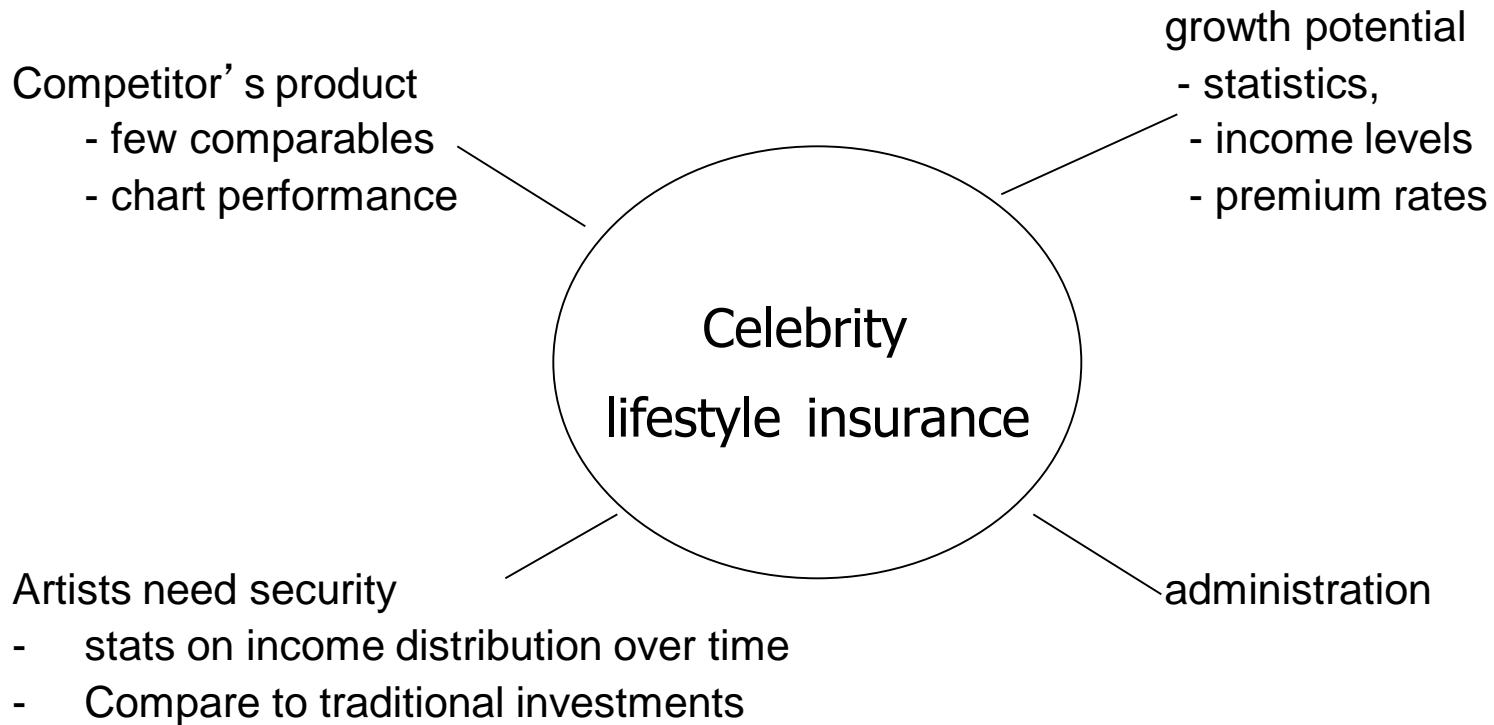 Competitor’s product
- few comparables
- chart performance
growth potential
- statistics,
- income levels
- premium rates
Celebrity
lifestyle insurance
Artists need security
- stats on income distribution over time
- Compare to traditional investments
administration